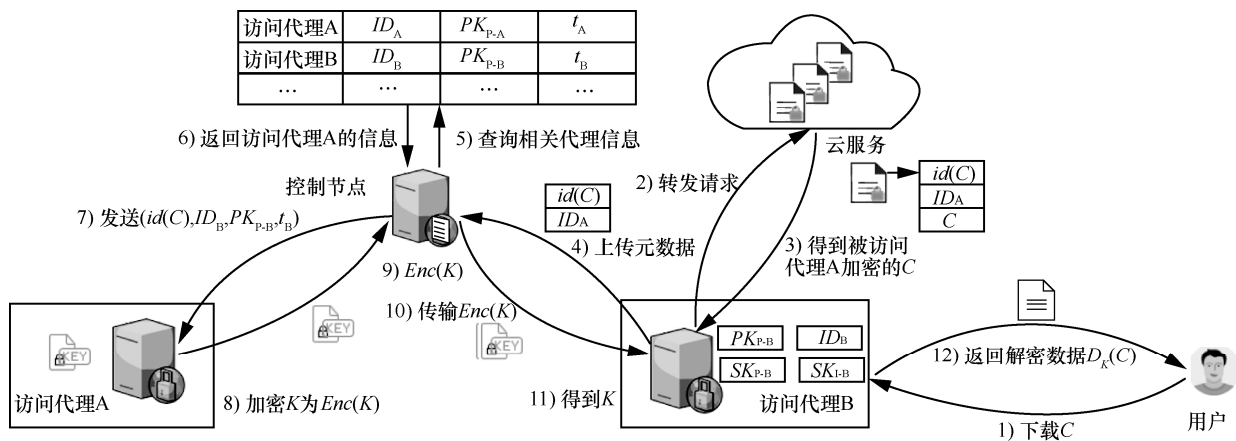 访问代理A ID_A PK_P-A t_A
访问代理B ID_B PK_P-B t_B
… … … …
6) 返回访问代理A的信息
5) 查询相关代理信息
云服务
控制节点
2) 转发请求
id(C)
ID_A
C
id(C)
ID_A
7) 发送(id(C),ID_B,PK_P-B,t_B)
4) 上传元数据
3) 得到被访问
代理A加密的C
9) Enc(K)
10) 传输Enc(K)
KEY
KEY
KEY
PK_P-B ID_B
SK_P-B SK_I-B
12) 返回解密数据D_K(C)
访问代理A
8) 加密K为Enc(K)
11) 得到K
访问代理B
用户
1) 下载C